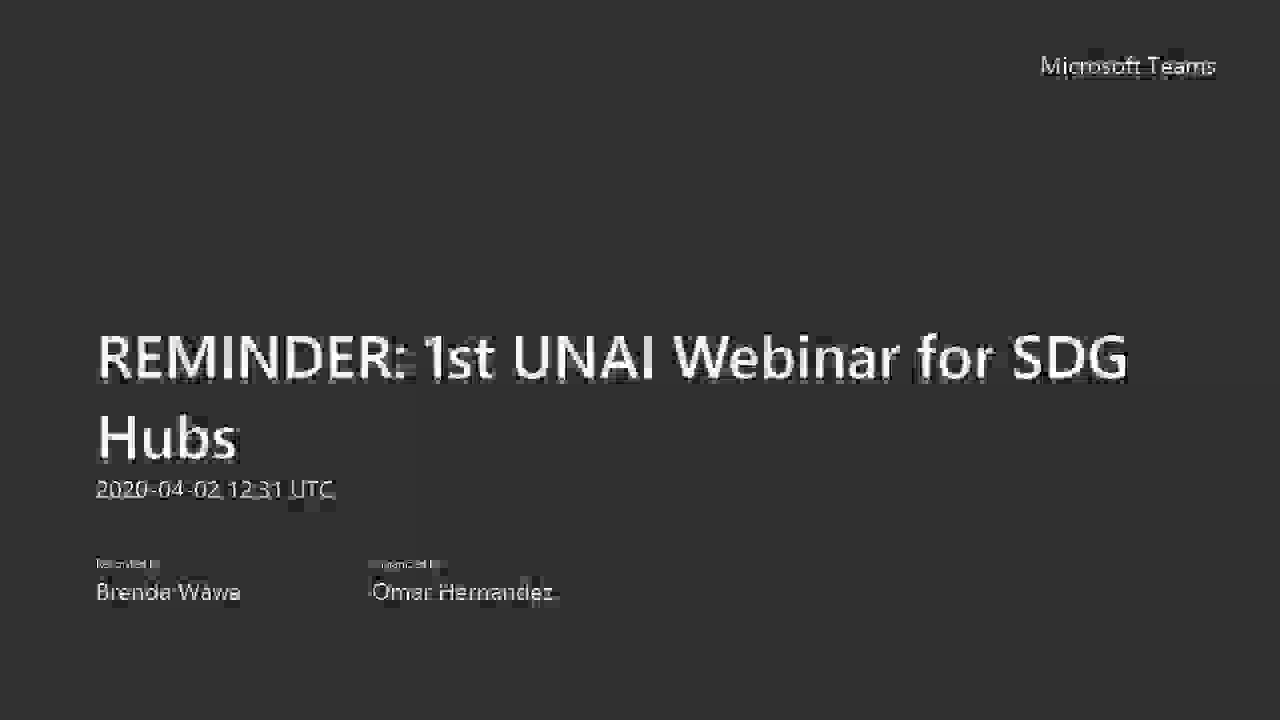 Microsoft Teams
REMINDER: 1st UNAI Webinar for SDG
Hubs
2020-04-02 12:31 UTC
Recorded by
Organized by
Brenda Wawa
Omar Hernandez